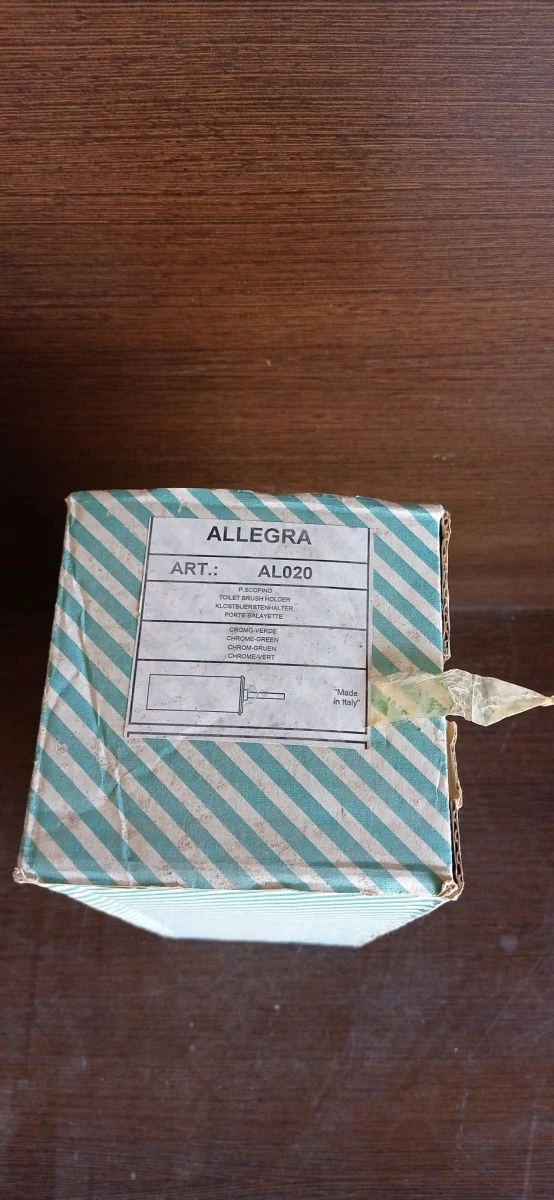 ALLEGRA
ART.: AL020
P.SCOPINO
TOILET BRUSH HOLDER
KLOSTBUERSTENHALTER
PORTE BALAYETTE
CROMO-VERDE
CHROME-GREEN
CHROM-GRUEN
CHROME-VERT
"Made
in Italy"